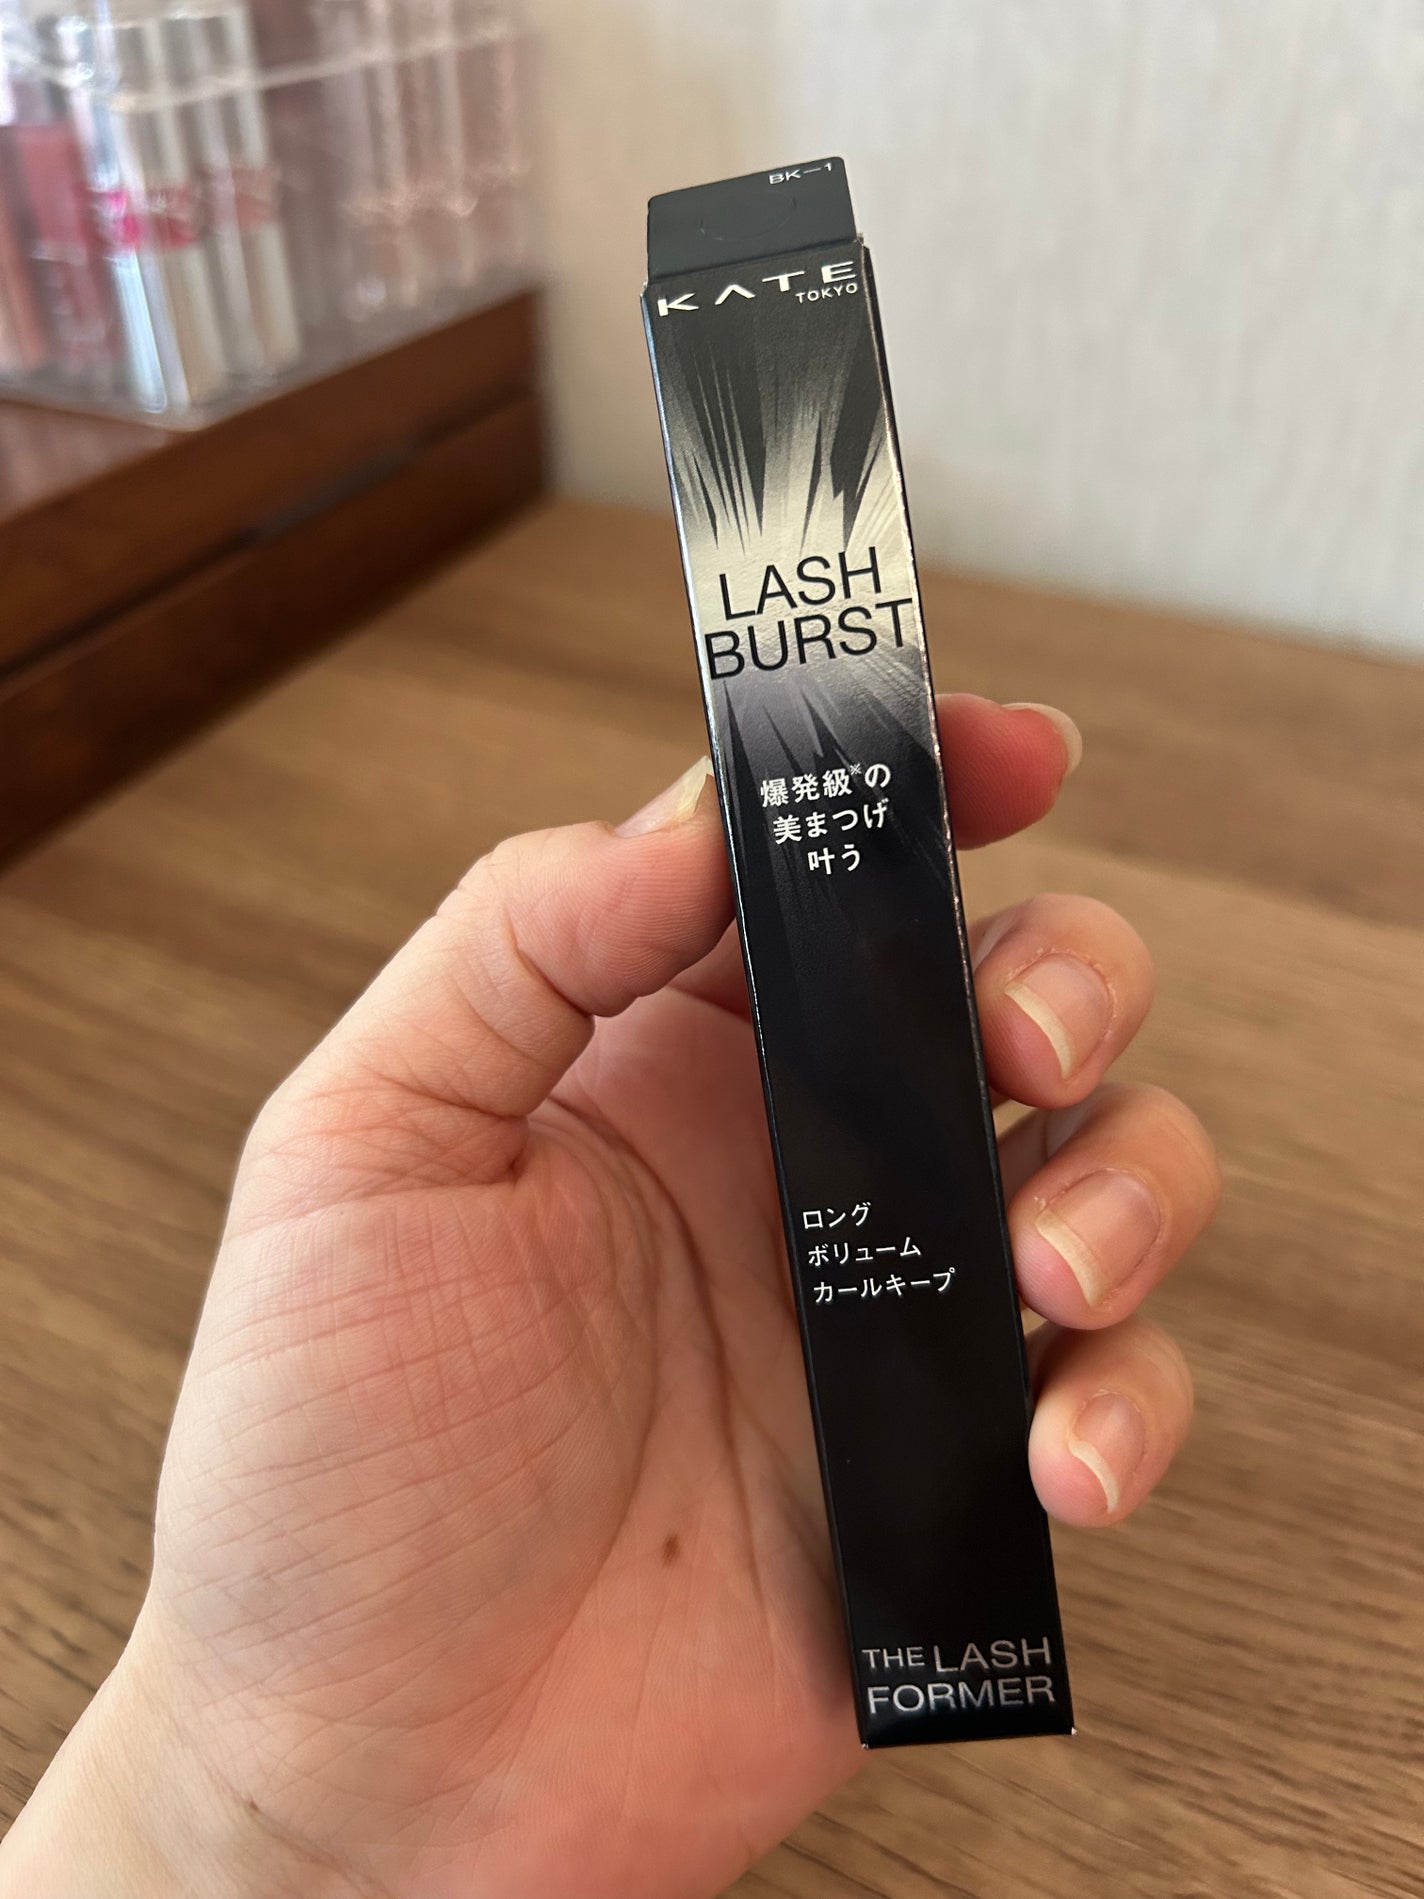 BK-1
KATE
TOKYO
LASH
BURST
爆発級※の
美まつげ
叶う
ロング
ボリューム
カールキープ
THE LASH
FORMER